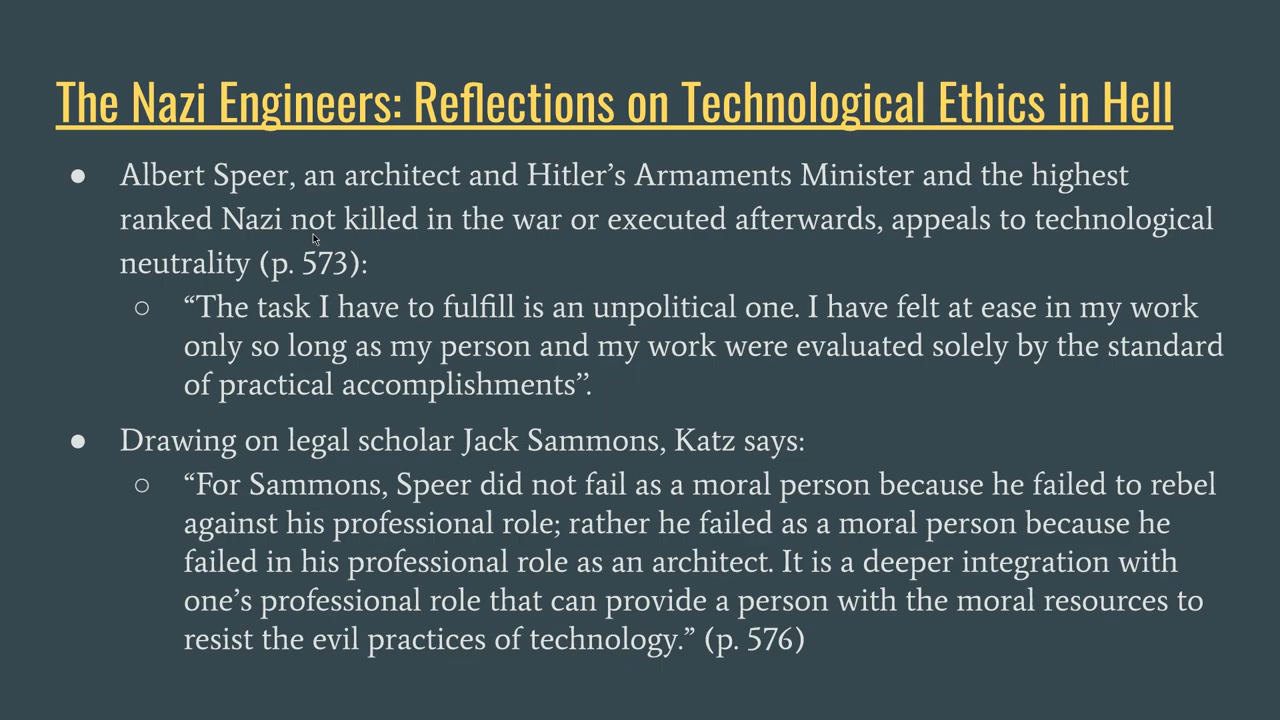 The Nazi Engineers: Reflections on Technological Ethics in Hell
● Albert Speer, an architect and Hitler’s Armaments Minister and the highest
ranked Nazi not killed in the war or executed afterwards, appeals to technological
neutrality (p. 573):
○ “The task I have to fulfill is an unpolitical one. I have felt at ease in my work
only so long as my person and my work were evaluated solely by the standard
of practical accomplishments”.
● Drawing on legal scholar Jack Sammons, Katz says:
○ “For Sammons, Speer did not fail as a moral person because he failed to rebel
against his professional role; rather he failed as a moral person because he
failed in his professional role as an architect. It is a deeper integration with
one’s professional role that can provide a person with the moral resources to
resist the evil practices of technology.” (p. 576)